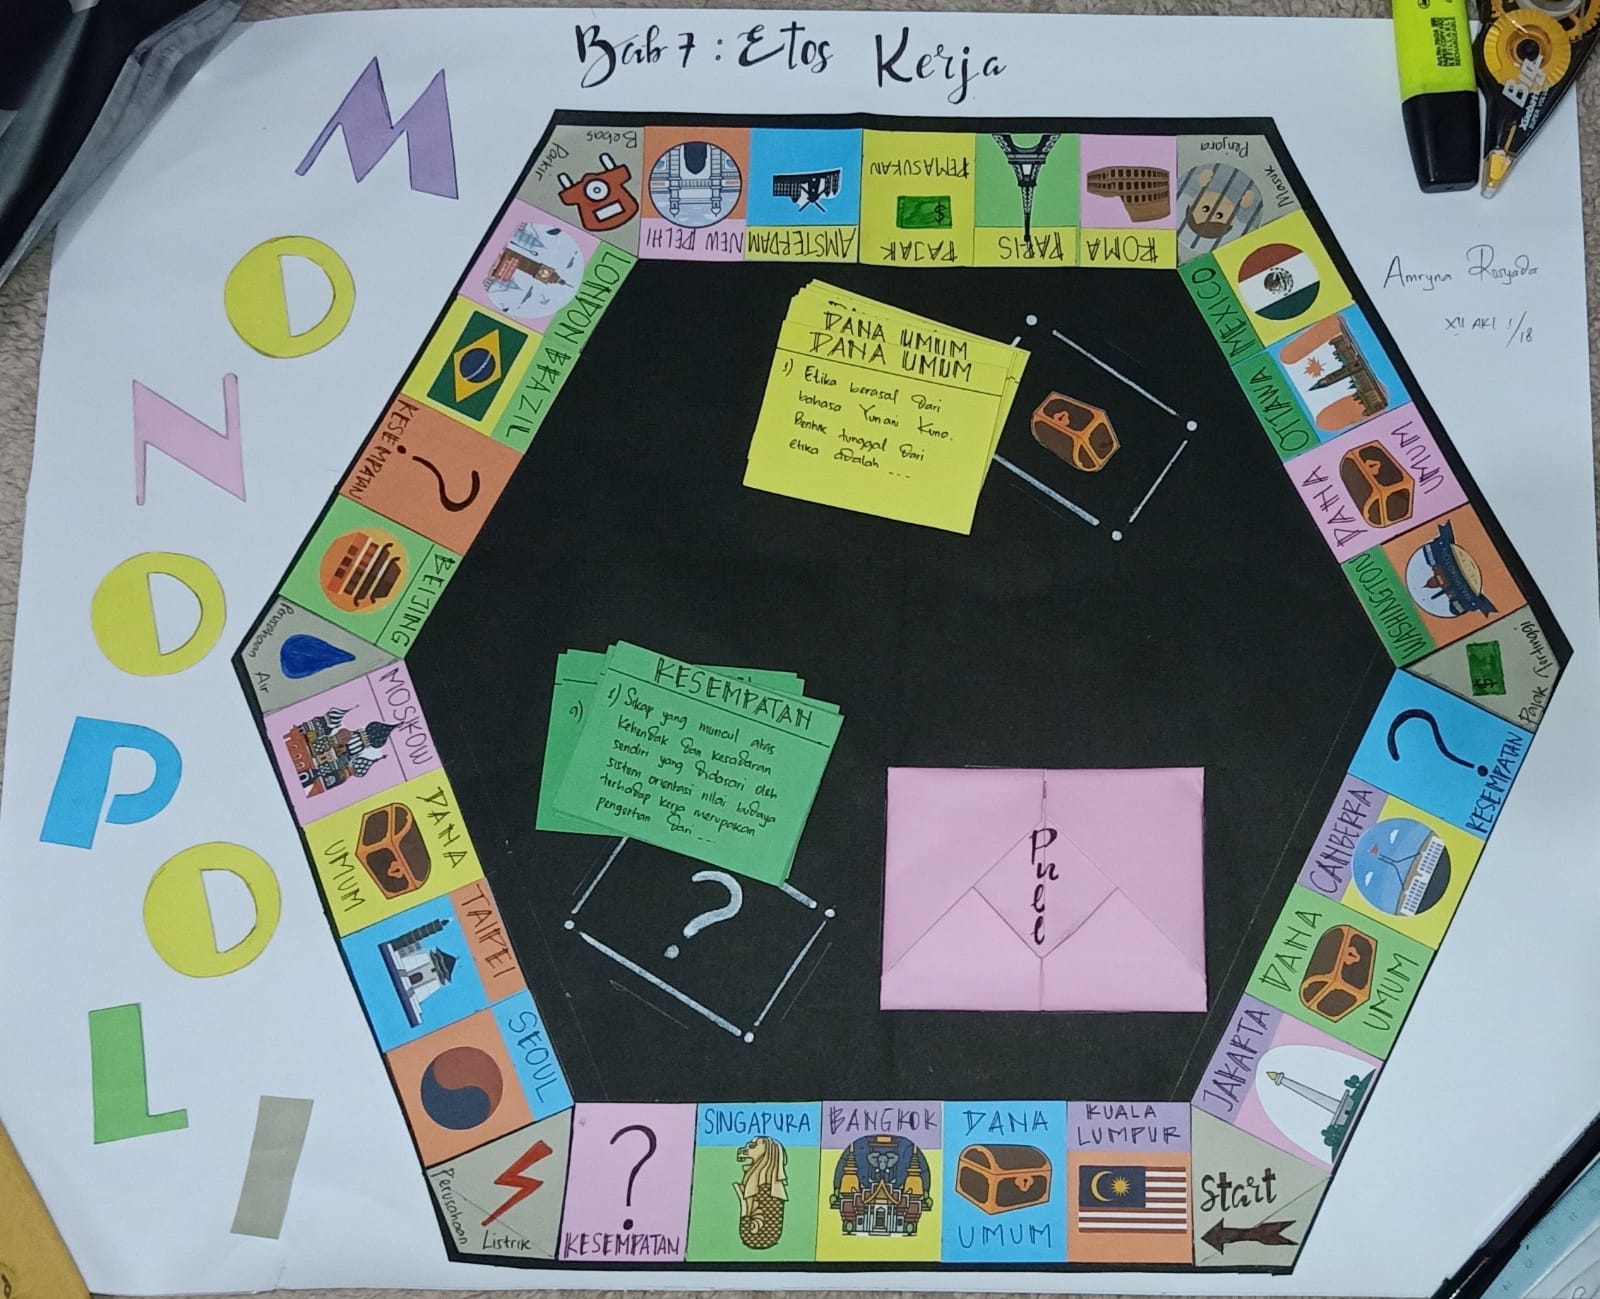 Bab 7 : Etos Kerja
MONOPOLI
Amryna Rosyada
XII AKL 1/18
Parkir
Bebas
NEW DELHI
AMSTERDAM
PAJAK
PEMASUKAN
PARIS
ROMA
Masuk
Penjara
MEXICO
OTTAWA
DANA
UMUM
WASHINGTON
Pajak Tertinggi
KESEMPATAN
?
CANBERRA
DANA
UMUM
JAKARTA
Start
KUALA
LUMPUR
DANA
UMUM
BANGKOK
SINGAPURA
?
KESEMPATAN
Perusahaan
Listrik
SEOUL
TAIPEI
DANA
UMUM
MOSKOW
Perusahaan
Air
BEIJING
KESEMPATAN
?
BRAZIL
LONDON
DANA UMUM
DANA UMUM
1) Etika berasal dari
bahasa Yunani Kuno.
Bentuk tunggal dari
etika adalah ...
KESEMPATAN
1) Sikap yang muncul atas
kehendak dan kesadaran
sendiri yang didasari oleh
sistem orientasi nilai budaya
terhadap kerja merupakan
pengertian dari ...
9)
?